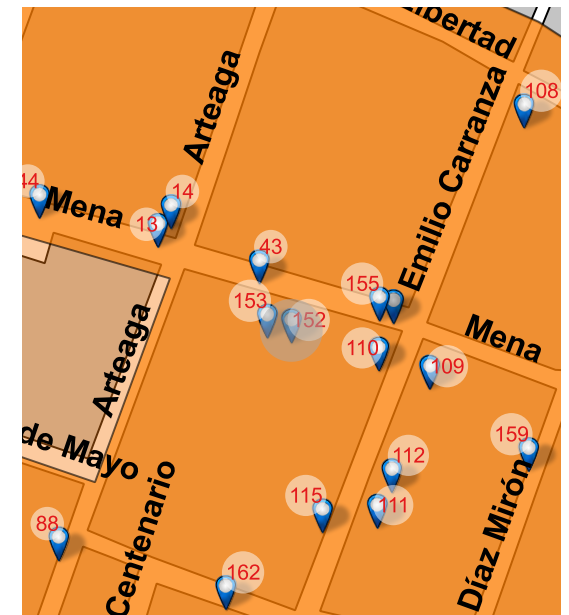 Libertad
108
Arteaga
Emilio Carranza
44
Mena
14
13
43
155
153
152
110
Mena
109
Arteaga
de Mayo
159
112
115
111
Centenario
Díaz Mirón
88
162